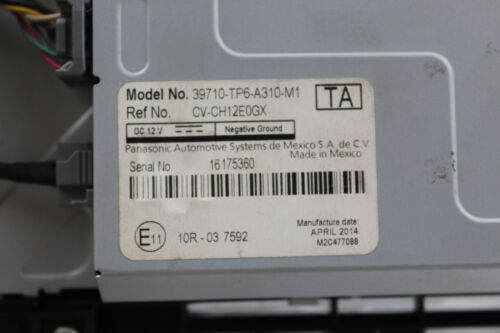 Model No. 39710-TP6-A310-M1
TA
Ref No. CV-CH12E0GX
DC 12 V Negative Ground
Panasonic Automotive Systems de Mexico S.A. de C.V.
Made in Mexico
Serial No. 16175360
E11 10R - 03 7592
Manufacture date:
APRIL 2014
M2C477088